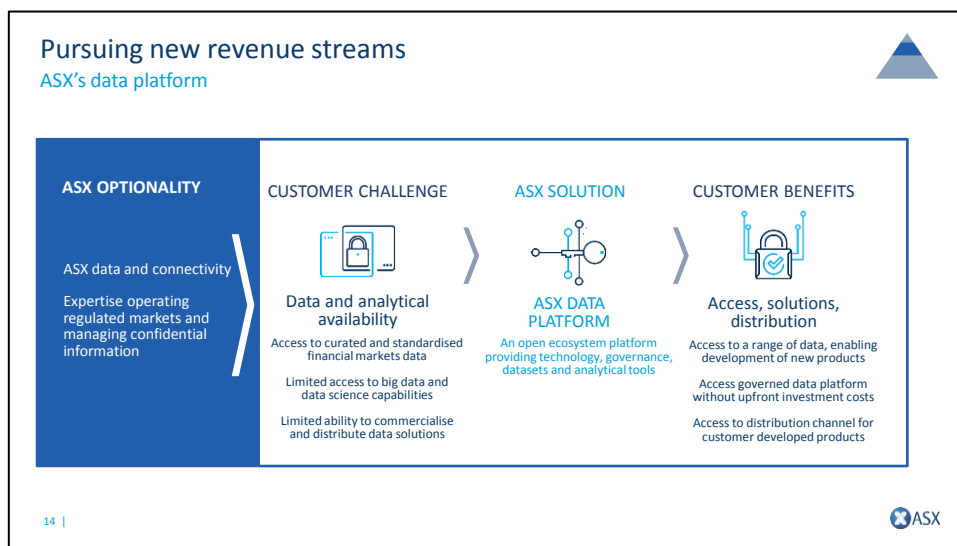 Pursuing new revenue streams
ASX's data platform
ASX OPTIONALITY
ASX data and connectivity
Expertise operating
regulated markets and
managing confidential
information
CUSTOMER CHALLENGE
Data and analytical
availability
Access to curated and standardised
financial markets data
Limited access to big data and
data science capabilities
Limited ability to commercialise
and distribute data solutions
ASX SOLUTION
ASX DATA
PLATFORM
An open ecosystem platform
providing technology, governance,
datasets and analytical tools
CUSTOMER BENEFITS
Access, solutions,
distribution
Access to a range of data, enabling
development of new products
Access governed data platform
without upfront investment costs
Access to distribution channel for
customer developed products
14 |
ASX